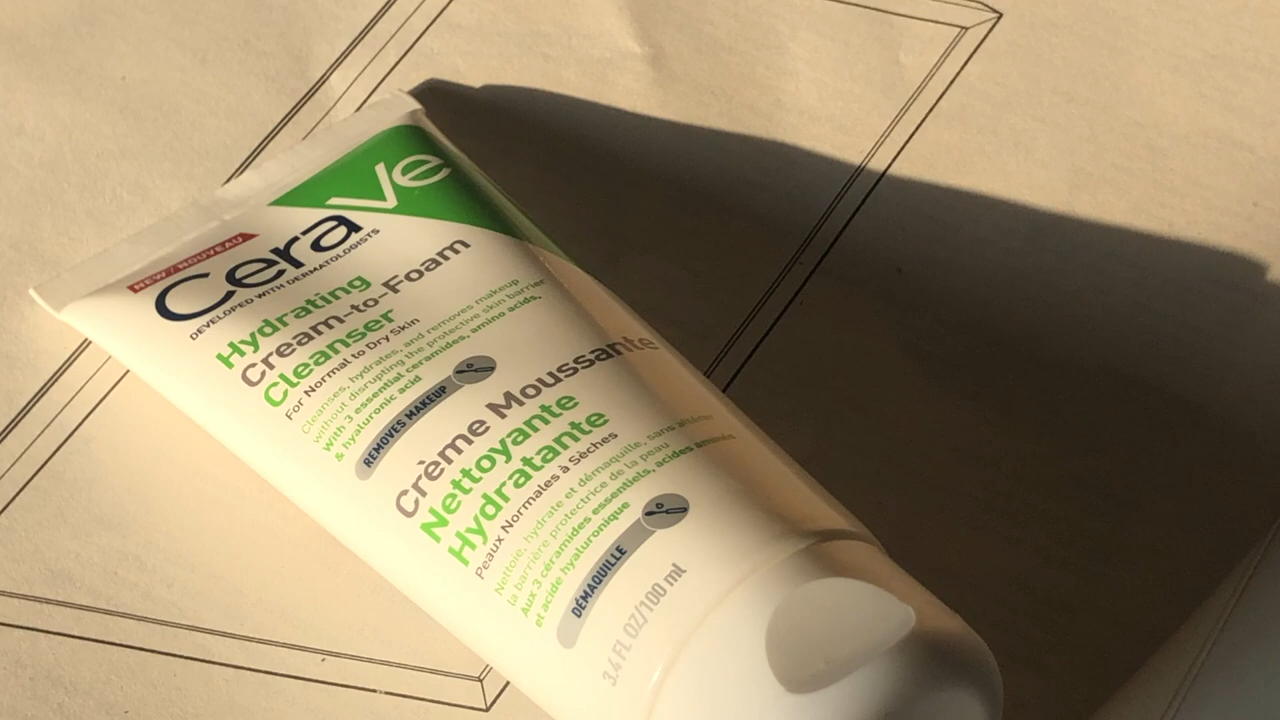 NEW / NOUVEAU
CeraVe
DEVELOPED WITH DERMATOLOGISTS
Hydrating
Cream-to-Foam
Cleanser
For Normal to Dry Skin
Cleanses, hydrates, and removes makeup
without disrupting the protective skin barrier
with 3 essential ceramides, amino acids,
& hyaluronic acid
REMOVES MAKEUP
Crème Moussante
Nettoyante
Hydratante
Peaux Normales à Sèches
Nettoie, hydrate et démaquille, sans altérer
la barrière protectrice de la peau
Aux 3 céramides essentiels, acides aminés
et acide hyaluronique
DÉMAQUILLE
3.4 FL OZ/100 ml